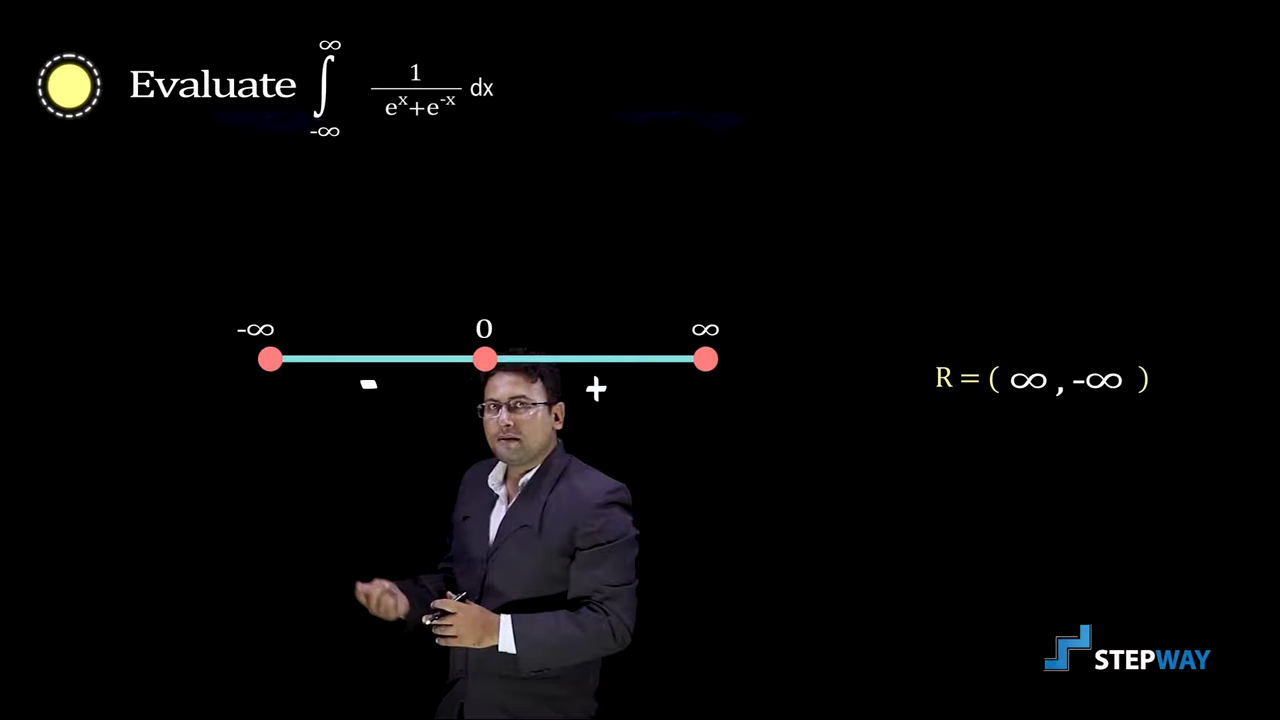 Evaluate ∫_{-∞}^{∞} 1/(e^x+e^{-x}) dx
-∞ 0 ∞
- +
R = ( ∞ , -∞ )
STEPWAY